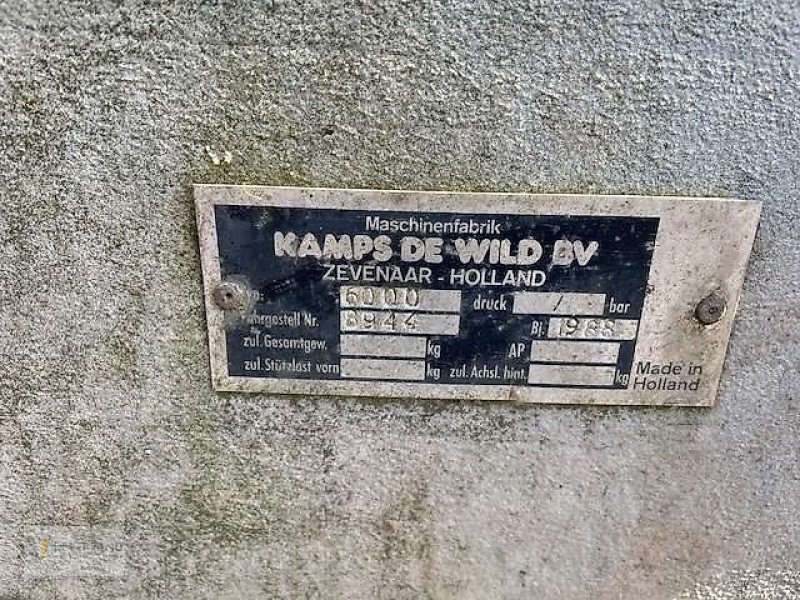 Maschinenfabrik
KAMPS DE WILD BV
ZEVENAAR - HOLLAND
6000 druck / bar
Fahrgestell Nr. 8944 Bj. 1988
zul. Gesamtgew. kg AP
zul. Stützlast vorn kg zul. Achsl. hint. kg
Made in
Holland